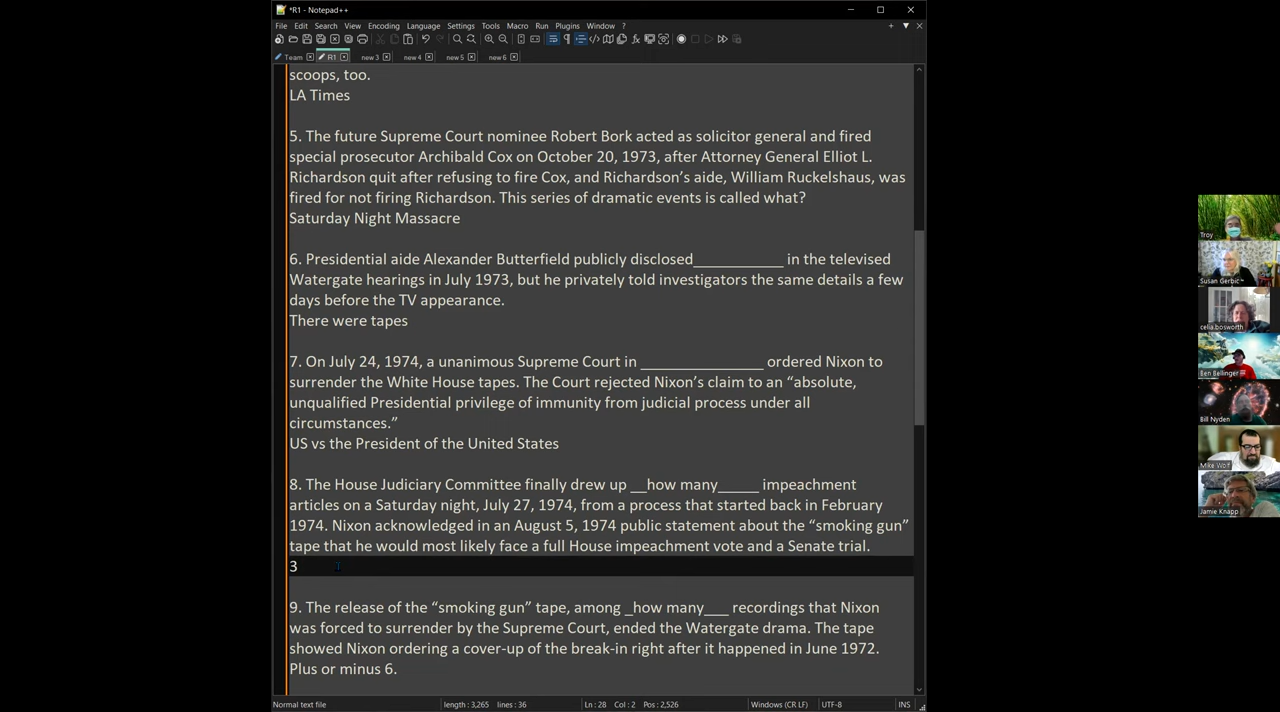 *R1 - Notepad++
File Edit Search View Encoding Language Settings Tools Macro Run Plugins Window ?
Team R1 new 3 new 4 new 5 new 6
scoops, too.
LA Times
5. The future Supreme Court nominee Robert Bork acted as solicitor general and fired
special prosecutor Archibald Cox on October 20, 1973, after Attorney General Elliot L.
Richardson quit after refusing to fire Cox, and Richardson's aide, William Ruckelshaus, was
fired for not firing Richardson. This series of dramatic events is called what?
Saturday Night Massacre
6. Presidential aide Alexander Butterfield publicly disclosed____________ in the televised
Watergate hearings in July 1973, but he privately told investigators the same details a few
days before the TV appearance.
There were tapes
7. On July 24, 1974, a unanimous Supreme Court in ________________ ordered Nixon to
surrender the White House tapes. The Court rejected Nixon's claim to an “absolute,
unqualified Presidential privilege of immunity from judicial process under all
circumstances.”
US vs the President of the United States
8. The House Judiciary Committee finally drew up __how many_____ impeachment
articles on a Saturday night, July 27, 1974, from a process that started back in February
1974. Nixon acknowledged in an August 5, 1974 public statement about the “smoking gun”
tape that he would most likely face a full House impeachment vote and a Senate trial.
3
9. The release of the “smoking gun” tape, among _how many___ recordings that Nixon
was forced to surrender by the Supreme Court, ended the Watergate drama. The tape
showed Nixon ordering a cover-up of the break-in right after it happened in June 1972.
Plus or minus 6.
Normal text file length : 3,265 lines : 36 Ln : 28 Col : 2 Pos : 2,526 Windows (CR LF) UTF-8 INS
Troy
Susan Gerbic
celia.bosworth
Ben Bellinger
Bill Nyden
Mike Wolf
Jamie Knapp